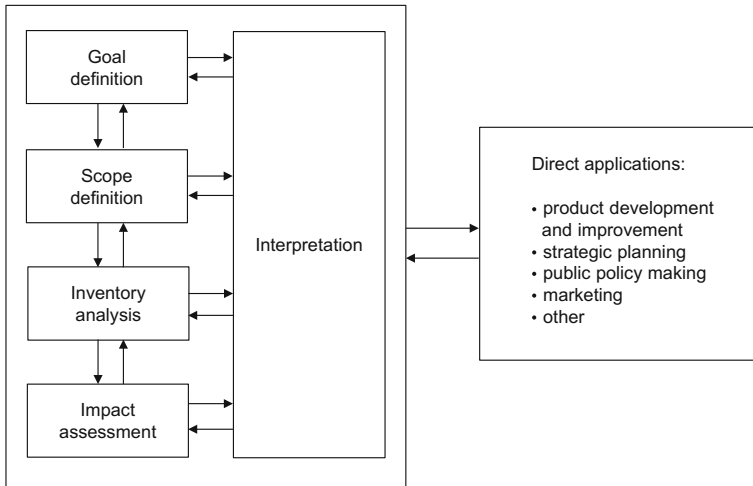 Goal
definition
Scope
definition
Inventory
analysis
Impact
assessment
Interpretation
Direct applications:
• product development
and improvement
• strategic planning
• public policy making
• marketing
• other